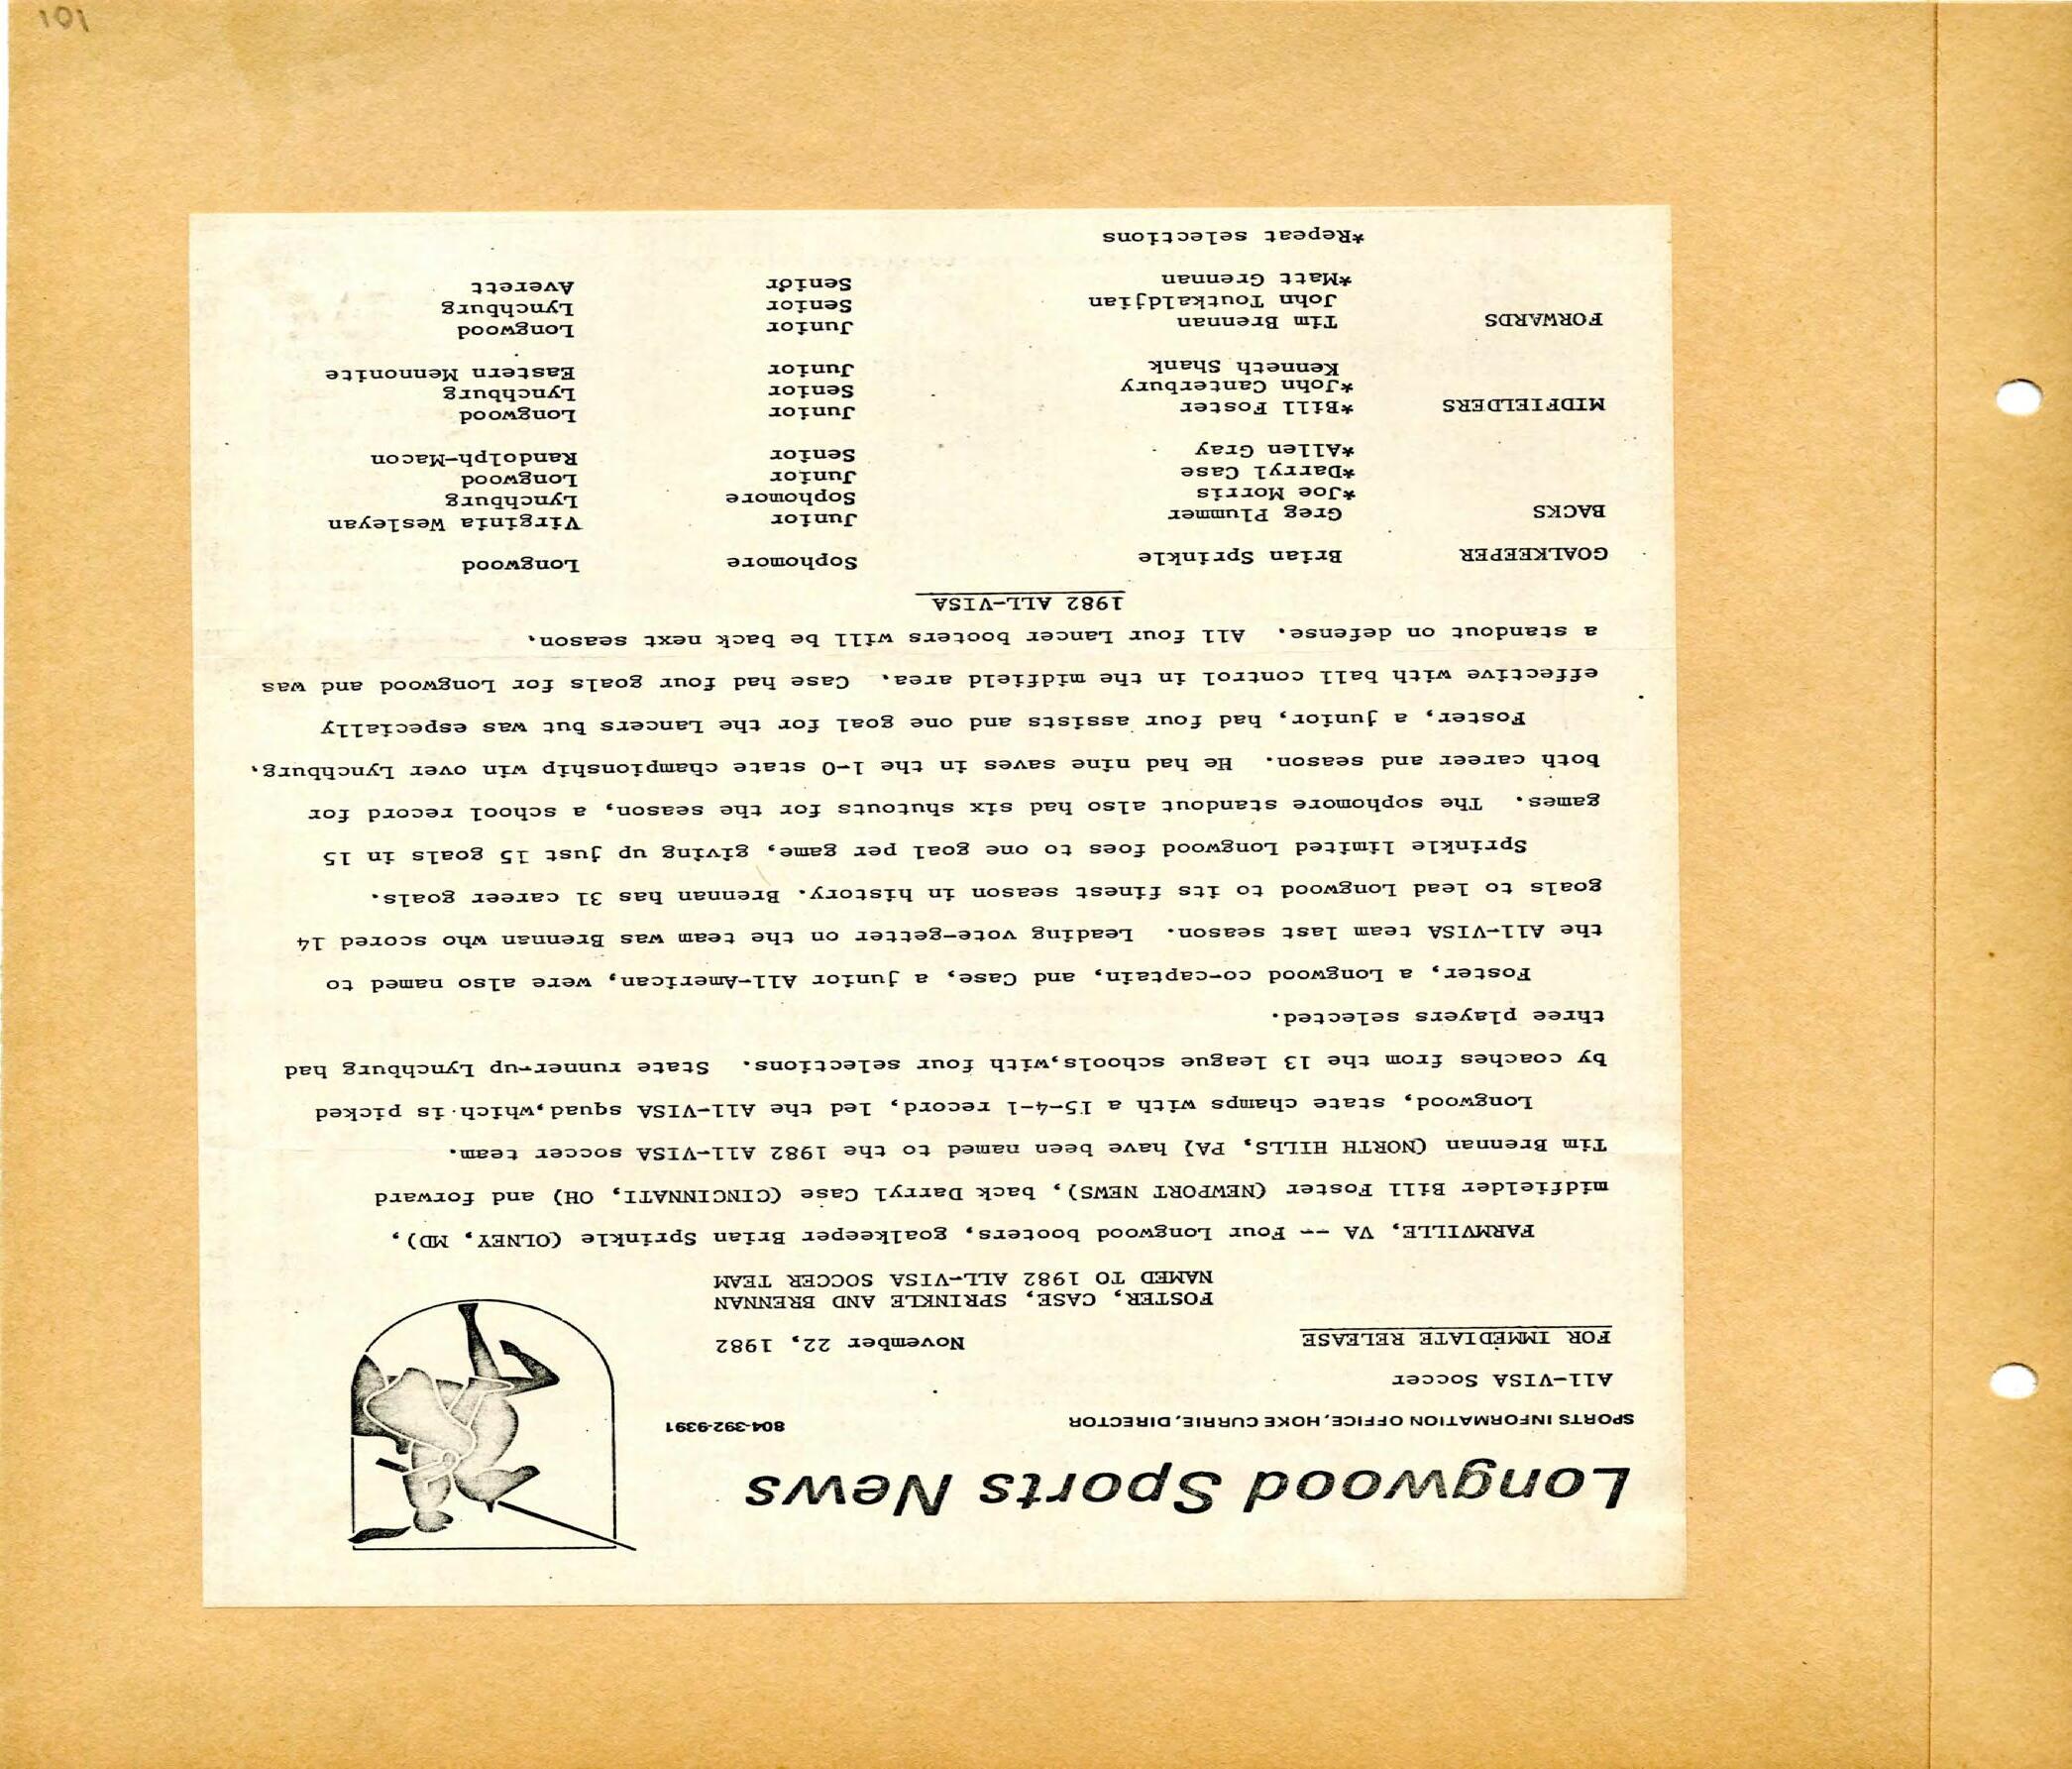 101
Longwood Sports News
SPORTS INFORMATION OFFICE, HOKE CURRIE, DIRECTOR 804-392-9391
All-VISA Soccer
FOR IMMEDIATE RELEASE November 22, 1982
FOSTER, CASE, SPRINKLE AND BRENNAN
NAMED TO 1982 ALL-VISA SOCCER TEAM
FARMVILLE, VA -- Four Longwood booters, goalkeeper Brian Sprinkle (OLNEY, MD),
midfielder Bill Foster (NEWPORT NEWS), back Darryl Case (CINCINNATI, OH) and forward
Tim Brennan (NORTH HILLS, PA) have been named to the 1982 All-VISA soccer team.
Longwood, state champs with a 15-4-1 record, led the All-VISA squad,which is picked
by coaches from the 13 league schools,with four selections. State runner-up Lynchburg had
three players selected.
Foster, a Longwood co-captain, and Case, a junior All-American, were also named to
the All-VISA team last season. Leading vote-getter on the team was Brennan who scored 14
goals to lead Longwood to its finest season in history. Brennan has 31 career goals.
Sprinkle limited Longwood foes to one goal per game, giving up just 15 goals in 15
games. The sophomore standout also had six shutouts for the season, a school record for
both career and season. He had nine saves in the 1-0 state championship win over Lynchburg.
Foster, a junior, had four assists and one goal for the Lancers but was especially
effective with ball control in the midfield area. Case had four goals for Longwood and was
a standout on defense. All four Lancer booters will be back next season.
1982 ALL-VISA
GOALKEEPER Brian Sprinkle Sophomore Longwood
BACKS Greg Plummer Junior Virginia Wesleyan
*Joe Morris Sophomore Lynchburg
*Darryl Case Junior Longwood
*Allen Gray Senior Randolph-Macon
MIDFIELDERS *Bill Foster Junior Longwood
*John Canterbury Senior Lynchburg
Kenneth Shank Junior Eastern Mennonite
FORWARDS Tim Brennan Junior Longwood
John Toutkaldjian Senior Lynchburg
*Matt Grennan Senior Averett
*Repeat selections